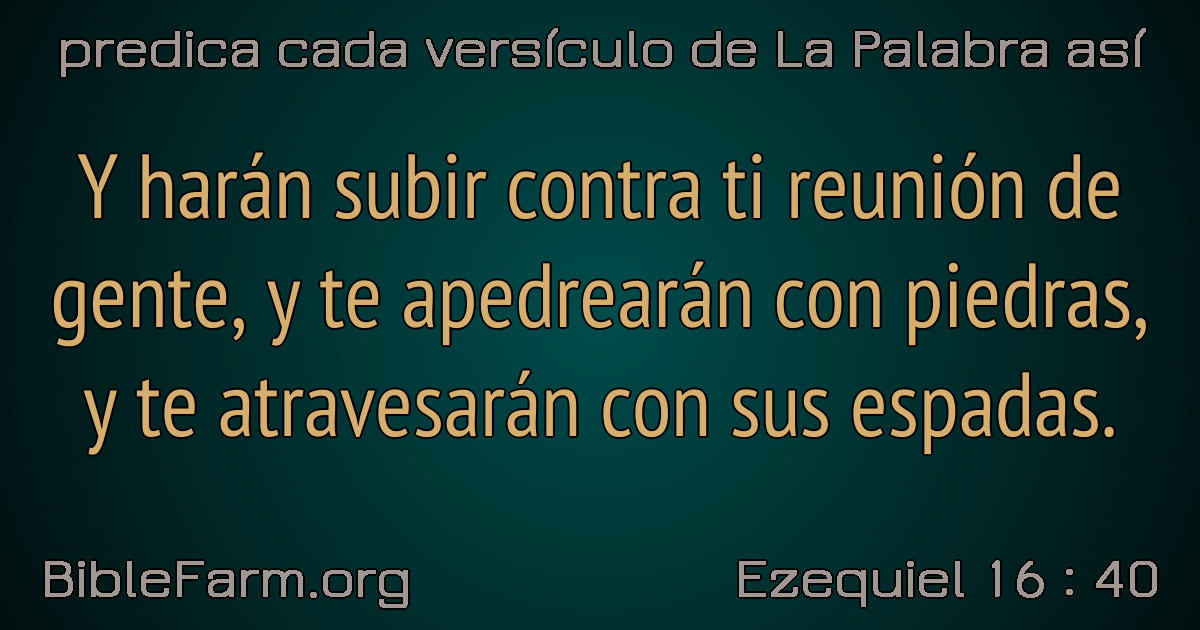 predica cada versículo de La Palabra así
Y harán subir contra ti reunión de
gente, y te apedrearán con piedras,
y te atravesarán con sus espadas.
BibleFarm.org
Ezequiel 16 : 40